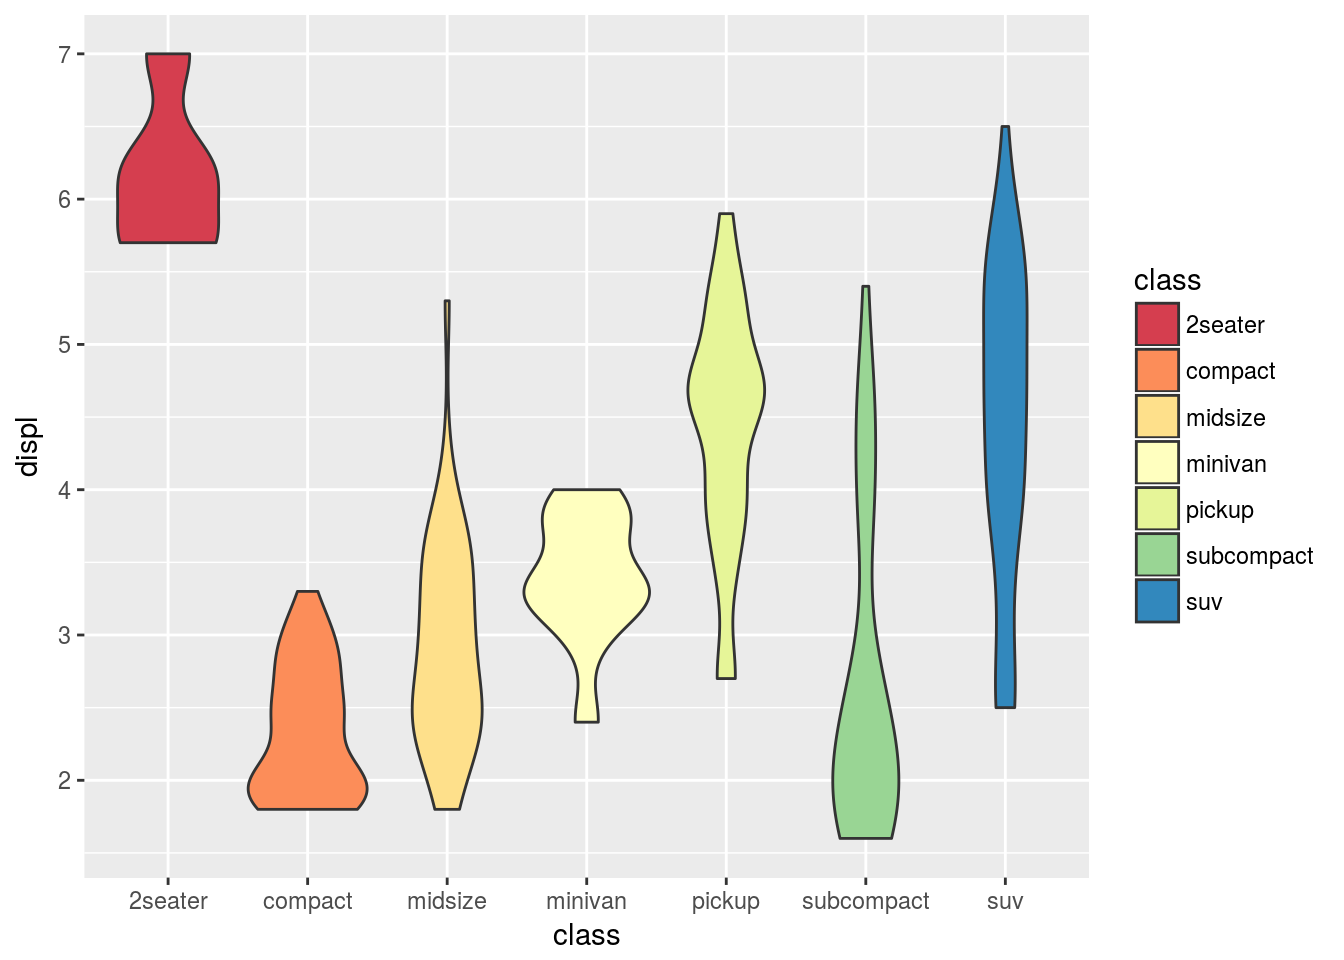 7
6
5
4
3
2
displ
2seater compact midsize minivan pickup subcompact suv
class
class
2seater
compact
midsize
minivan
pickup
subcompact
suv